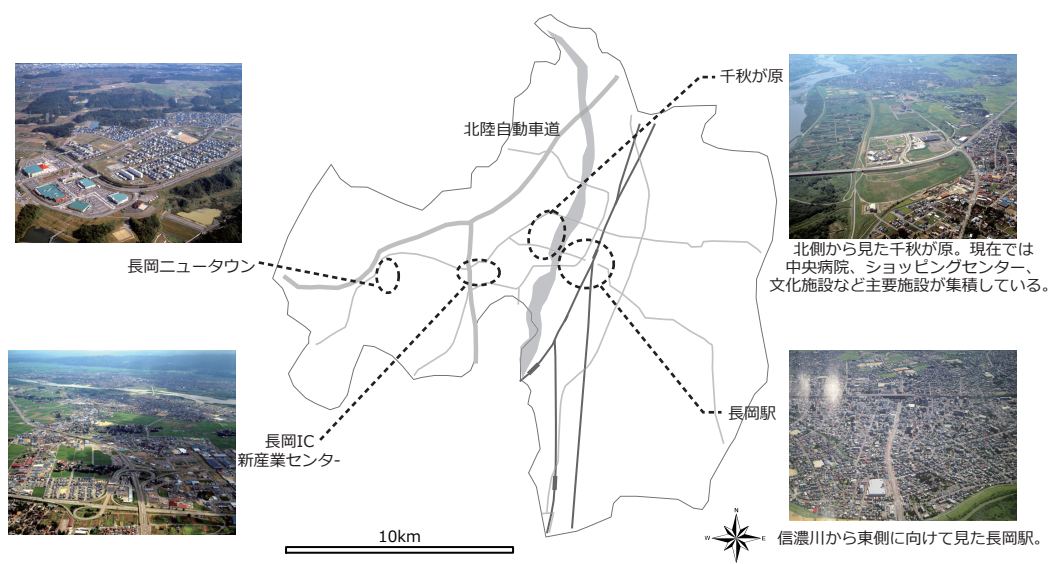 千秋が原
北陸自動車道
北側から見た千秋が原。現在では
中央病院、ショッピングセンター、
文化施設など主要施設が集積している。
長岡ニュータウン
長岡駅
長岡IC
新産業センタ-
10km
N
W
E
S
信濃川から東側に向けて見た長岡駅。